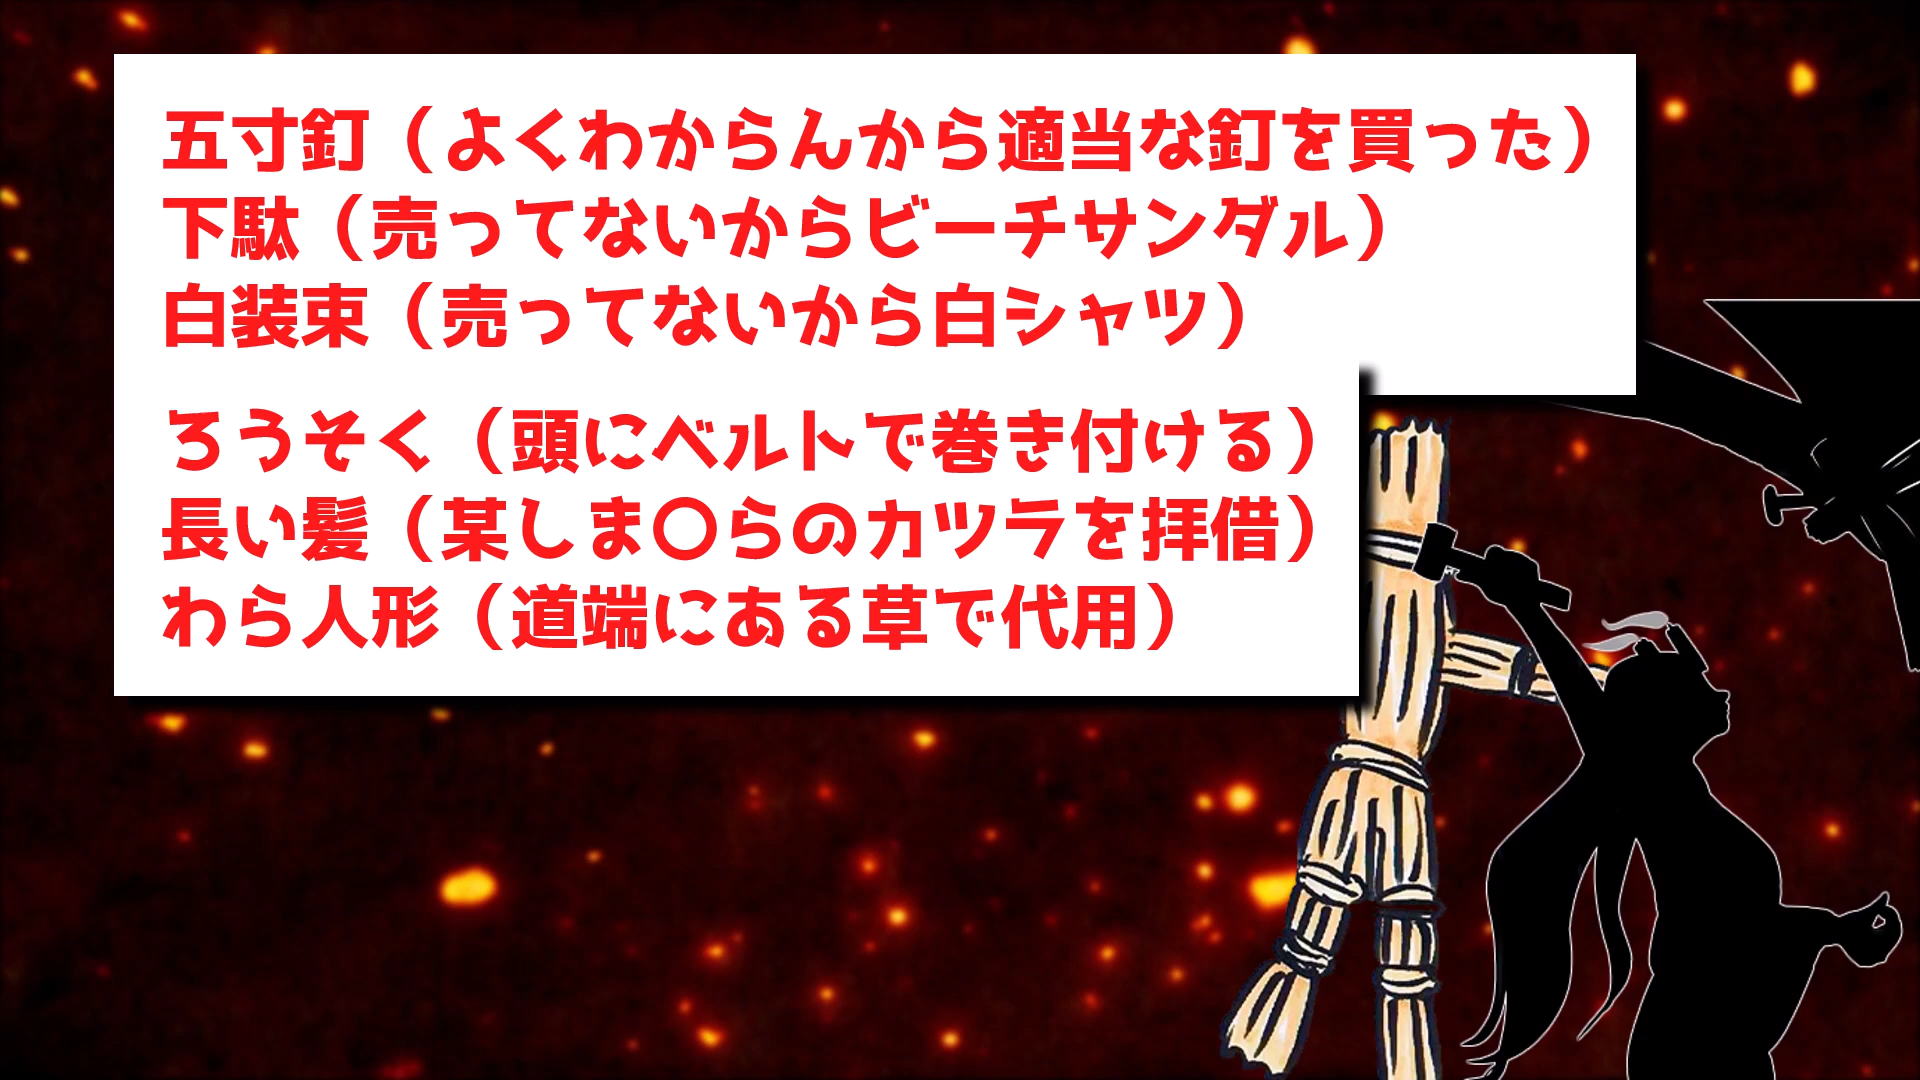 五寸釘（よくわからんから適当な釘を買った）
下駄（売ってないからビーチサンダル）
白装束（売ってないから白シャツ）
ろうそく（頭にベルトで巻き付ける）
長い髪（某しま〇らのカツラを拝借）
わら人形（道端にある草で代用）